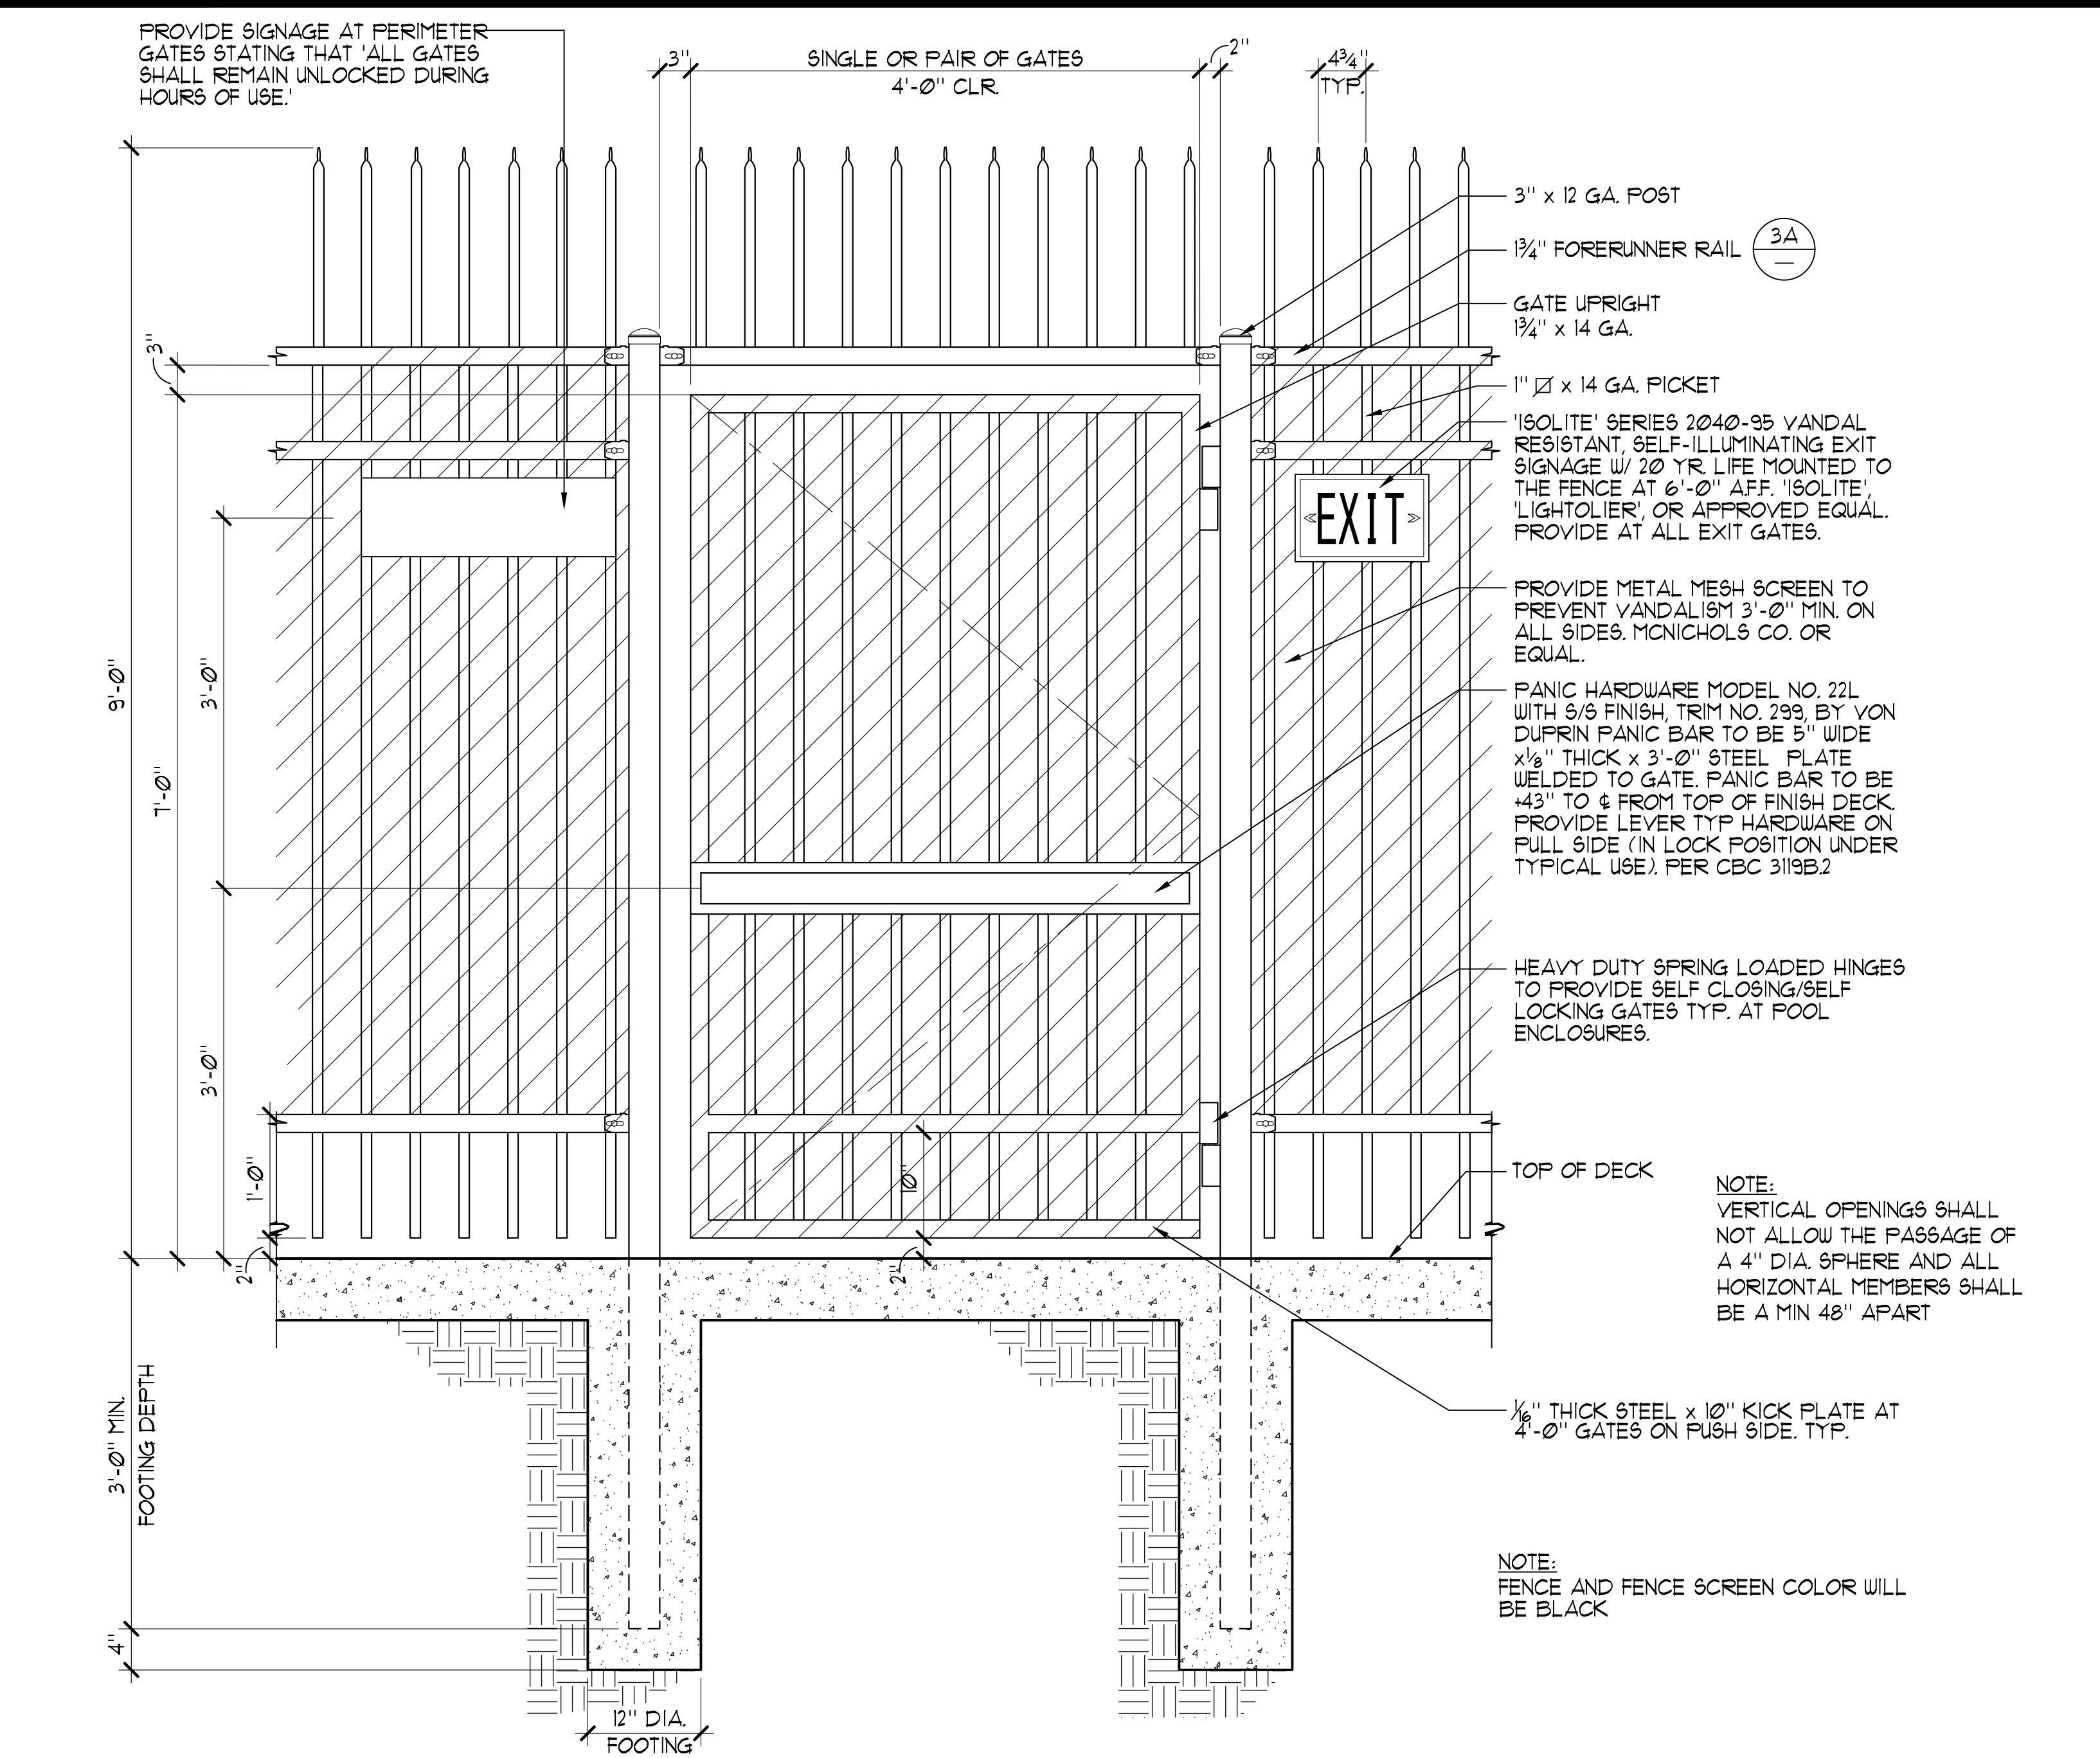 PROVIDE SIGNAGE AT PERIMETER
GATES STATING THAT 'ALL GATES
SHALL REMAIN UNLOCKED DURING
HOURS OF USE.'
3"
SINGLE OR PAIR OF GATES
4'-0" CLR.
2"
4¾"
TYP.
3" x 12 GA. POST
1¾" FORERUNNER RAIL
3A
—
GATE UPRIGHT
1¾" x 14 GA.
1" x 14 GA. PICKET
'ISOLITE' SERIES 2040-95 VANDAL
RESISTANT, SELF-ILLUMINATING EXIT
SIGNAGE W/ 20 YR. LIFE MOUNTED TO
THE FENCE AT 6'-0" A.F.F. 'ISOLITE',
'LIGHTOLIER', OR APPROVED EQUAL.
PROVIDE AT ALL EXIT GATES.
EXIT
PROVIDE METAL MESH SCREEN TO
PREVENT VANDALISM 3'-0" MIN. ON
ALL SIDES. MCNICHOLS CO. OR
EQUAL.
PANIC HARDWARE MODEL NO. 22L
WITH S/S FINISH, TRIM NO. 299, BY VON
DUPRIN PANIC BAR TO BE 5" WIDE
x⅛" THICK x 3'-0" STEEL PLATE
WELDED TO GATE. PANIC BAR TO BE
+43" TO ℄ FROM TOP OF FINISH DECK.
PROVIDE LEVER TYP HARDWARE ON
PULL SIDE (IN LOCK POSITION UNDER
TYPICAL USE). PER CBC 3119B.2
HEAVY DUTY SPRING LOADED HINGES
TO PROVIDE SELF CLOSING/SELF
LOCKING GATES TYP. AT POOL
ENCLOSURES.
TOP OF DECK
NOTE:
VERTICAL OPENINGS SHALL
NOT ALLOW THE PASSAGE OF
A 4" DIA. SPHERE AND ALL
HORIZONTAL MEMBERS SHALL
BE A MIN 48" APART
1/16" THICK STEEL x 10" KICK PLATE AT
4'-0" GATES ON PUSH SIDE. TYP.
NOTE:
FENCE AND FENCE SCREEN COLOR WILL
BE BLACK
3"
9'-0"
7'-0"
3'-0"
3'-0"
1'-0"
2"
10"
2"
3'-0" MIN.
FOOTING DEPTH
4"
12" DIA.
FOOTING